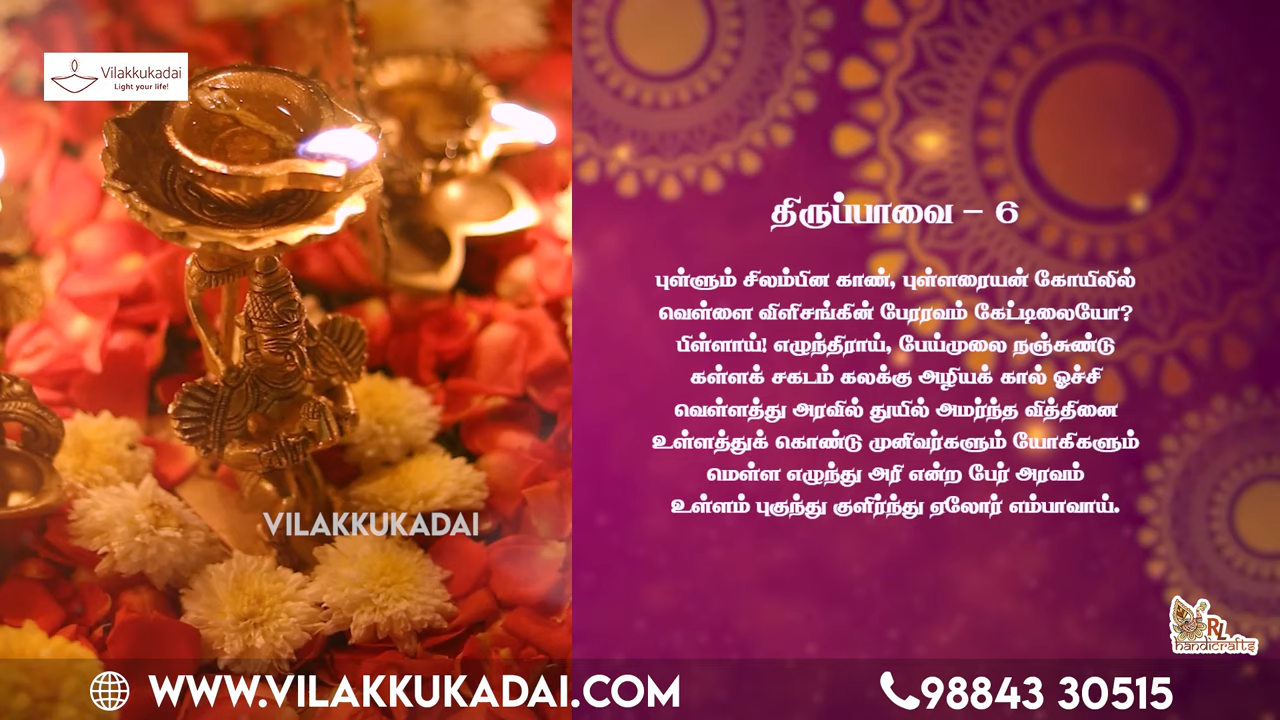 Vilakkukadai
Light your life!
திருப்பாவை – 6
புள்ளும் சிலம்பின காண், புள்ளரையன் கோயிலில்
வெள்ளை விளிசங்கின் பேரரவம் கேட்டிலையோ?
பிள்ளாய்! எழுந்திராய், பேய்முலை நஞ்சுண்டு
கள்ளச் சகடம் கலக்கு அழியக் கால் ஓச்சி
வெள்ளத்து அரவில் துயில் அமர்ந்த வித்தினை
உள்ளத்துக் கொண்டு முனிவர்களும் யோகிகளும்
மெள்ள எழுந்து அரி என்ற பேர் அரவம்
உள்ளம் புகுந்து குளிர்ந்து ஏலோர் எம்பாவாய்.
VILAKKUKADAI
RL
handicrafts
WWW.VILAKKUKADAI.COM
98843 30515